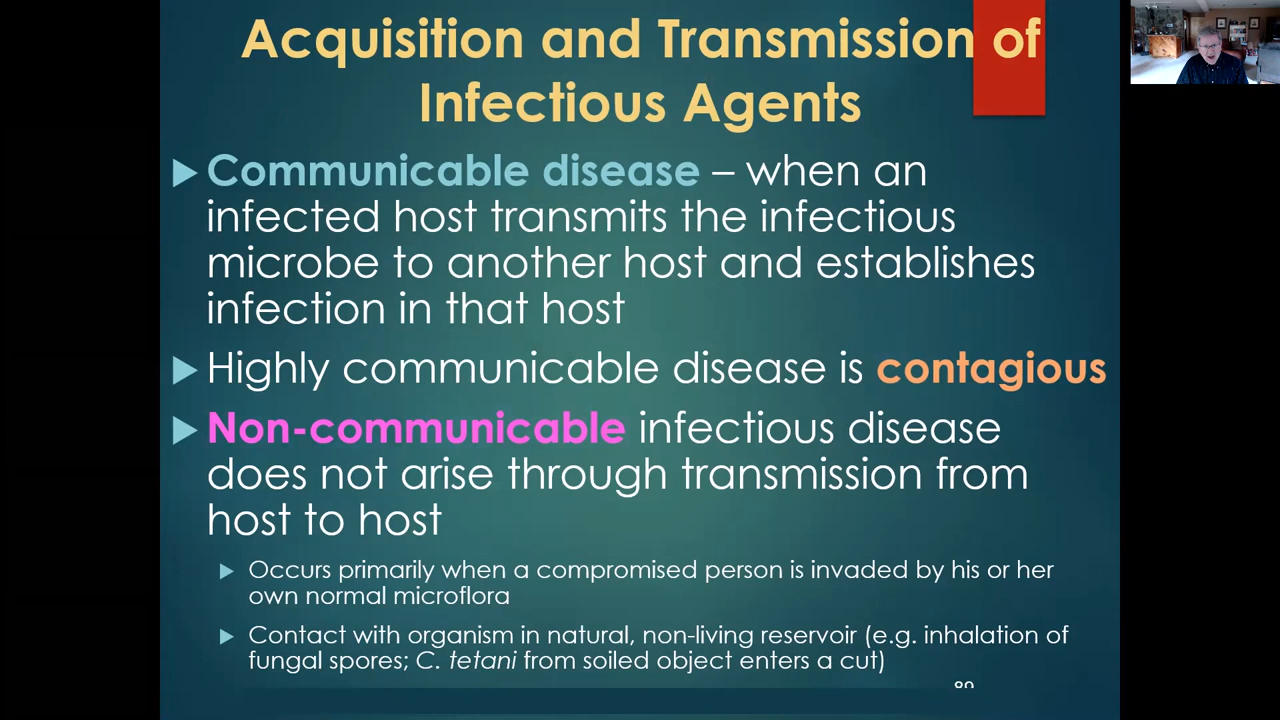 Acquisition and Transmission of
Infectious Agents
Communicable disease – when an
infected host transmits the infectious
microbe to another host and establishes
infection in that host
Highly communicable disease is contagious
Non-communicable infectious disease
does not arise through transmission from
host to host
Occurs primarily when a compromised person is invaded by his or her
own normal microflora
Contact with organism in natural, non-living reservoir (e.g. inhalation of
fungal spores; C. tetani from soiled object enters a cut)